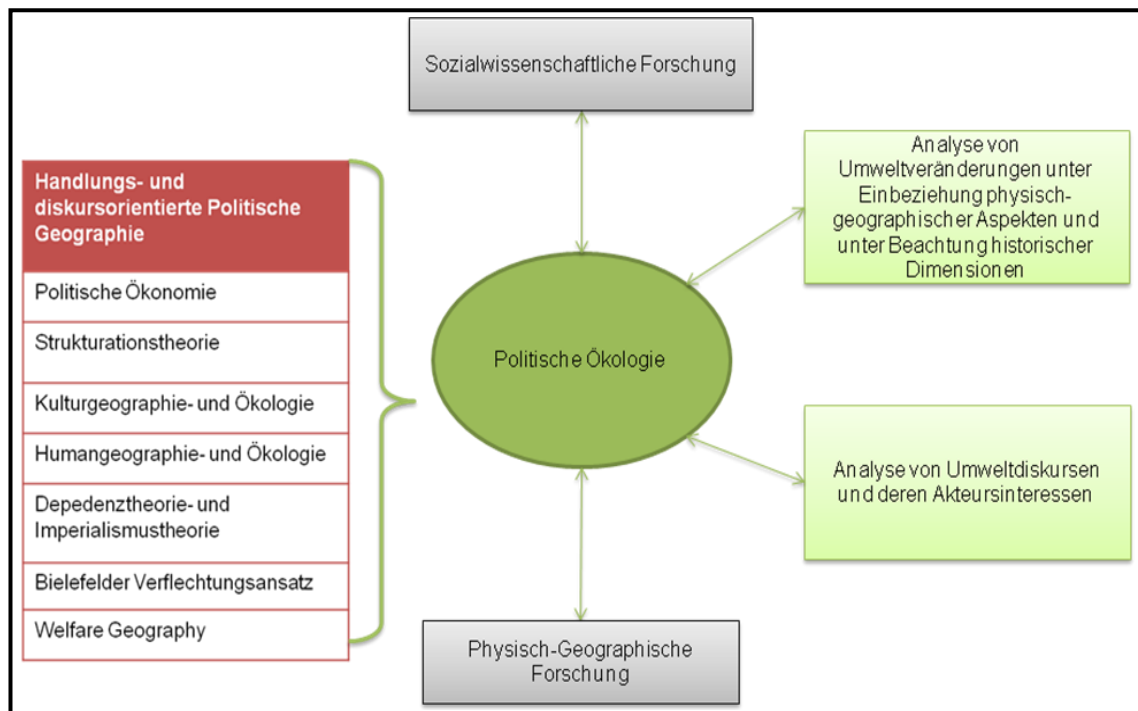 Sozialwissenschaftliche Forschung
Handlungs- und
diskursorientierte Politische
Geographie
Politische Ökonomie
Strukturationstheorie
Kulturgeographie- und Ökologie
Humangeographie- und Ökologie
Depedenztheorie- und
Imperialismustheorie
Bielefelder Verflechtungsansatz
Welfare Geography
Politische Ökologie
Analyse von
Umweltveränderungen unter
Einbeziehung physisch-
geographischer Aspekten und
unter Beachtung historischer
Dimensionen
Analyse von Umweltdiskursen
und deren Akteursinteressen
Physisch-Geographische
Forschung